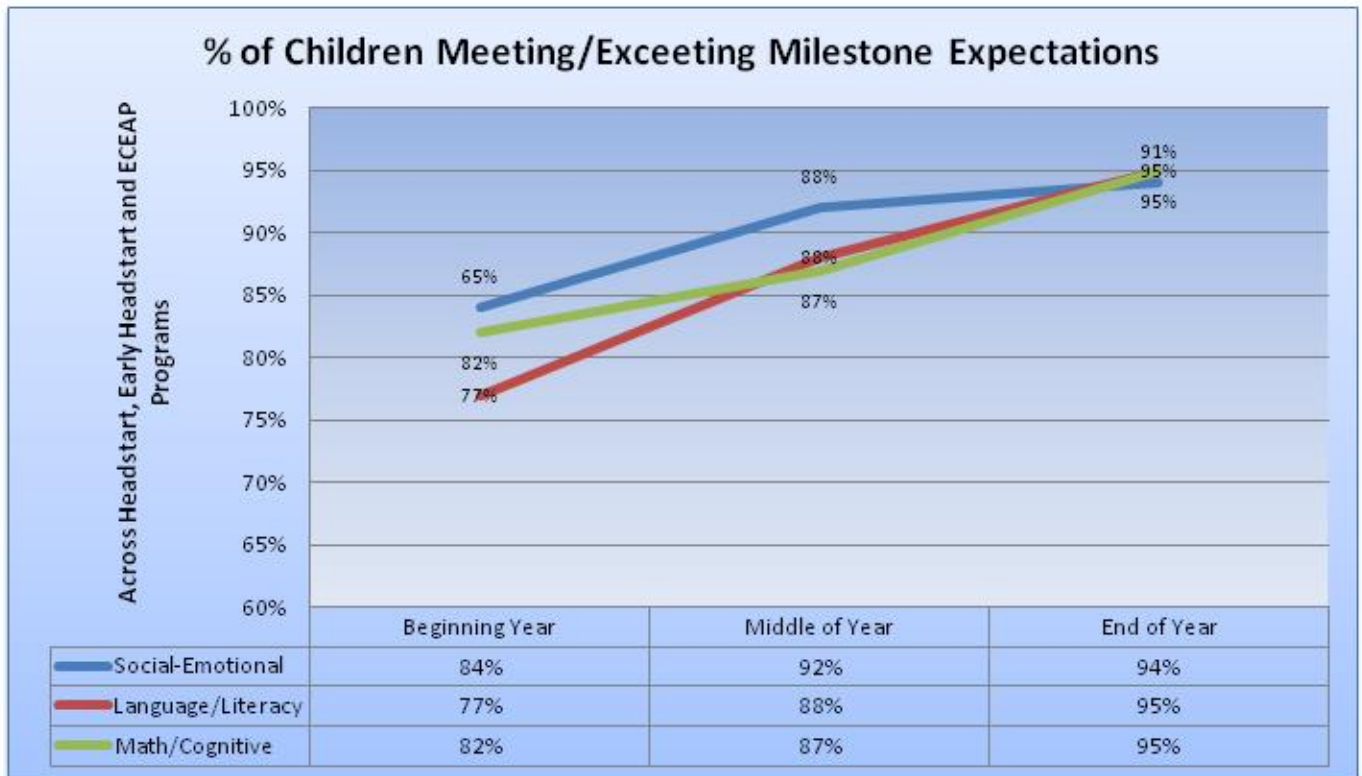 % of Children Meeting/Exceeting Milestone Expectations
Across Headstart, Early Headstart and ECEAP
Programs
100%
95%
90%
85%
80%
75%
70%
65%
60%
65%
82%
77%
88%
88%
87%
91%
95%
95%
Beginning Year Middle of Year End of Year
Social-Emotional 84% 92% 94%
Language/Literacy 77% 88% 95%
Math/Cognitive 82% 87% 95%